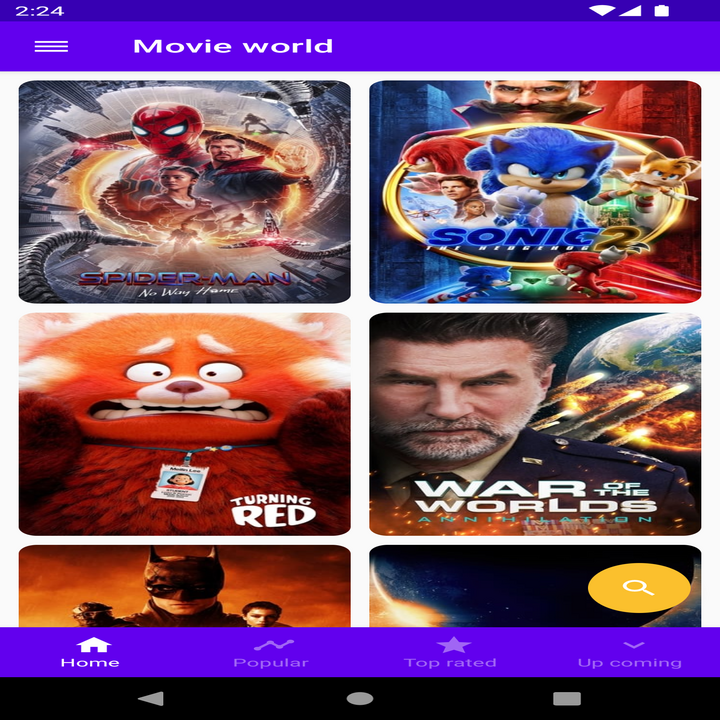 2:24
Movie world
SPIDER-MAN
No Way Home
SONIC 2
THE HEDGEHOG
Meilin Lee
STUDENT
TURNING
RED
WAR OF THE
WORLDS
ANNIHILATION
Home
Popular
Top rated
Up coming